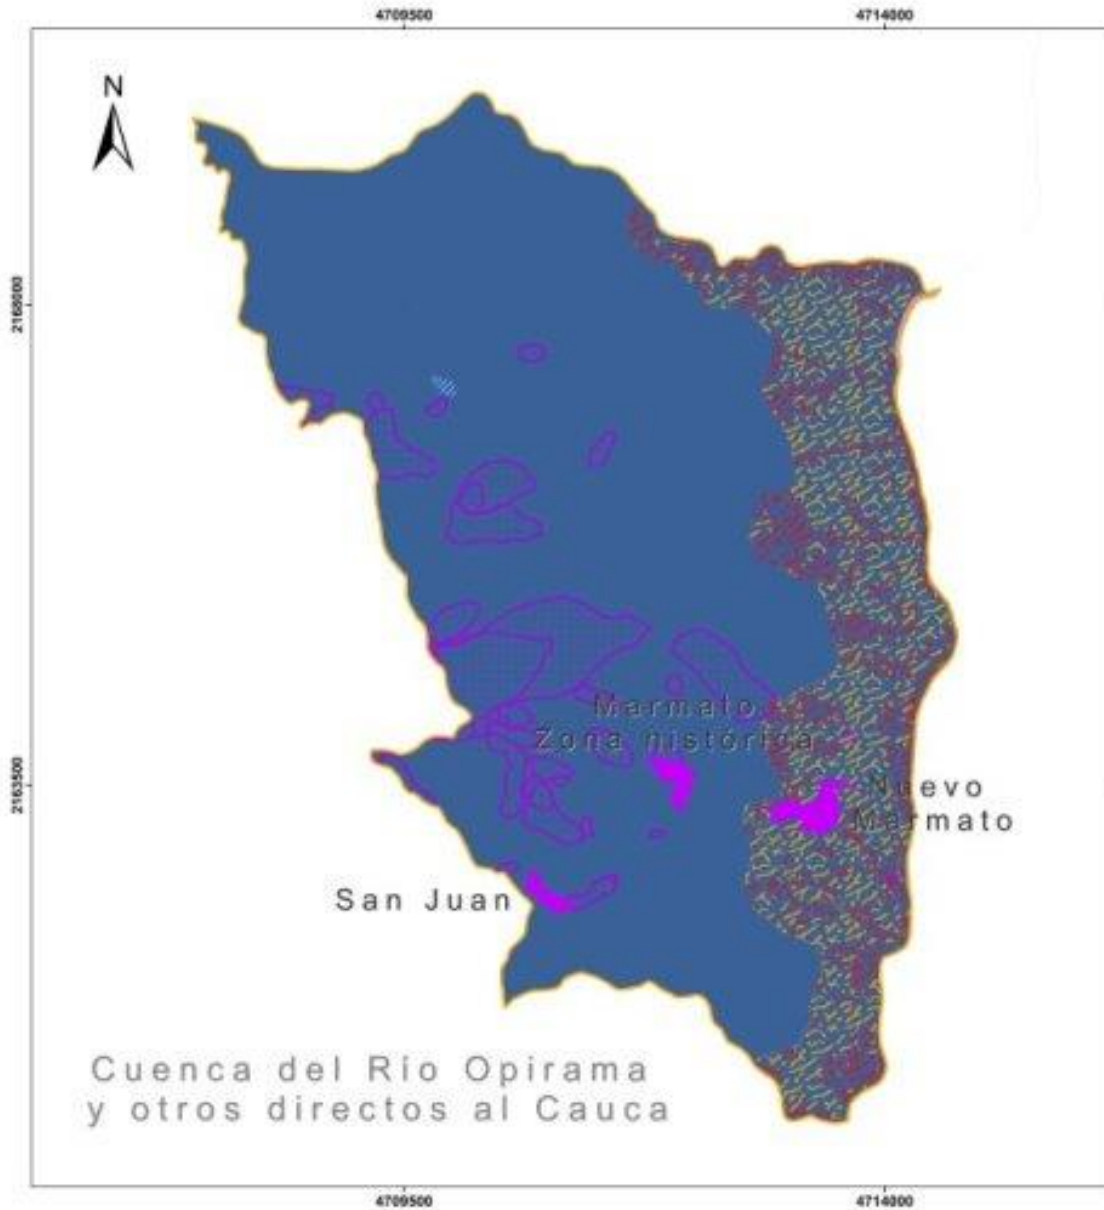 4709500 4714000
N
2168000
Marmato
Zona histórica
2163500
Nuevo
Marmato
San Juan
Cuenca del Río Opirama
y otros directos al Cauca
4709500 4714000